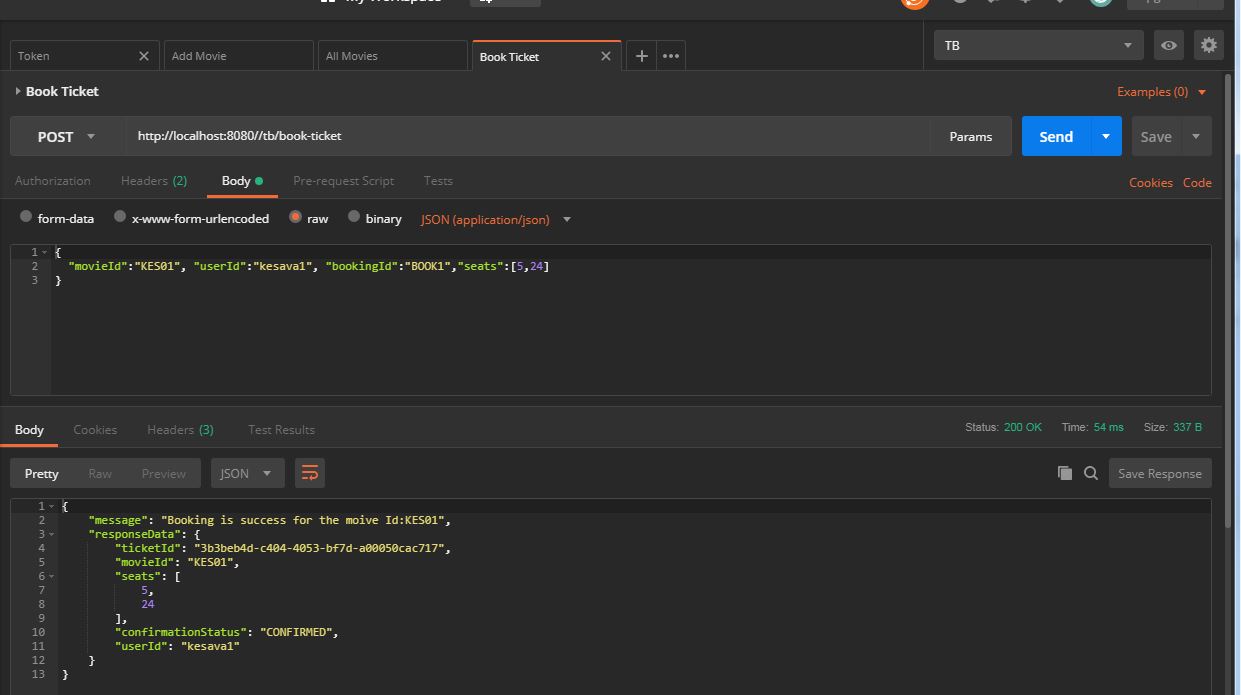 My Workspace
Token
Add Movie
All Movies
Book Ticket
TB
Book Ticket
Examples (0)
POST
http://localhost:8080//tb/book-ticket
Params
Send
Save
Authorization
Headers (2)
Body
Pre-request Script
Tests
Cookies
Code
form-data
x-www-form-urlencoded
raw
binary
JSON (application/json)
1 {
2 "movieId":"KES01", "userId":"kesava1", "bookingId":"BOOK1","seats":[5,24]
3 }
Body
Cookies
Headers (3)
Test Results
Status: 200 OK
Time: 54 ms
Size: 337 B
Pretty
Raw
Preview
JSON
Save Response
1 {
2 "message": "Booking is success for the moive Id:KES01",
3 "responseData": {
4 "ticketId": "3b3beb4d-c404-4053-bf7d-a00050cac717",
5 "movieId": "KES01",
6 "seats": [
7 5,
8 24
9 ],
10 "confirmationStatus": "CONFIRMED",
11 "userId": "kesava1"
12 }
13 }